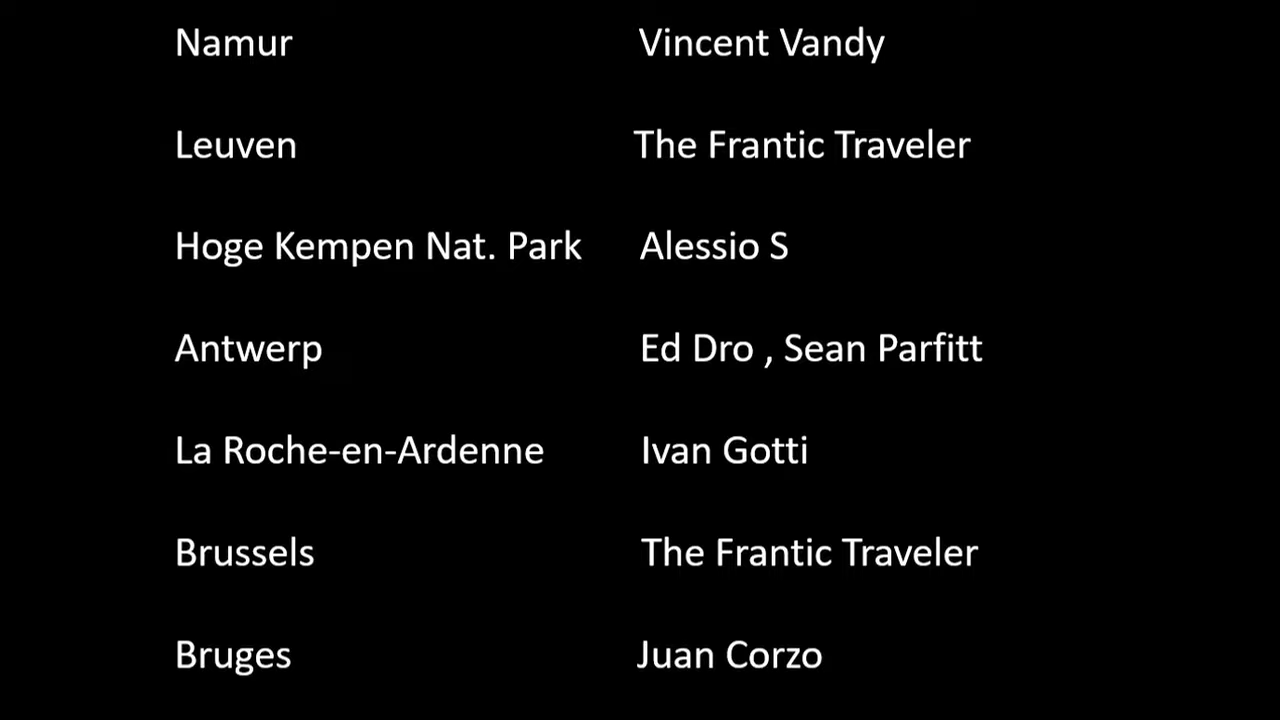 Namur Vincent Vandy
Leuven The Frantic Traveler
Hoge Kempen Nat. Park Alessio S
Antwerp Ed Dro , Sean Parfitt
La Roche-en-Ardenne Ivan Gotti
Brussels The Frantic Traveler
Bruges Juan Corzo